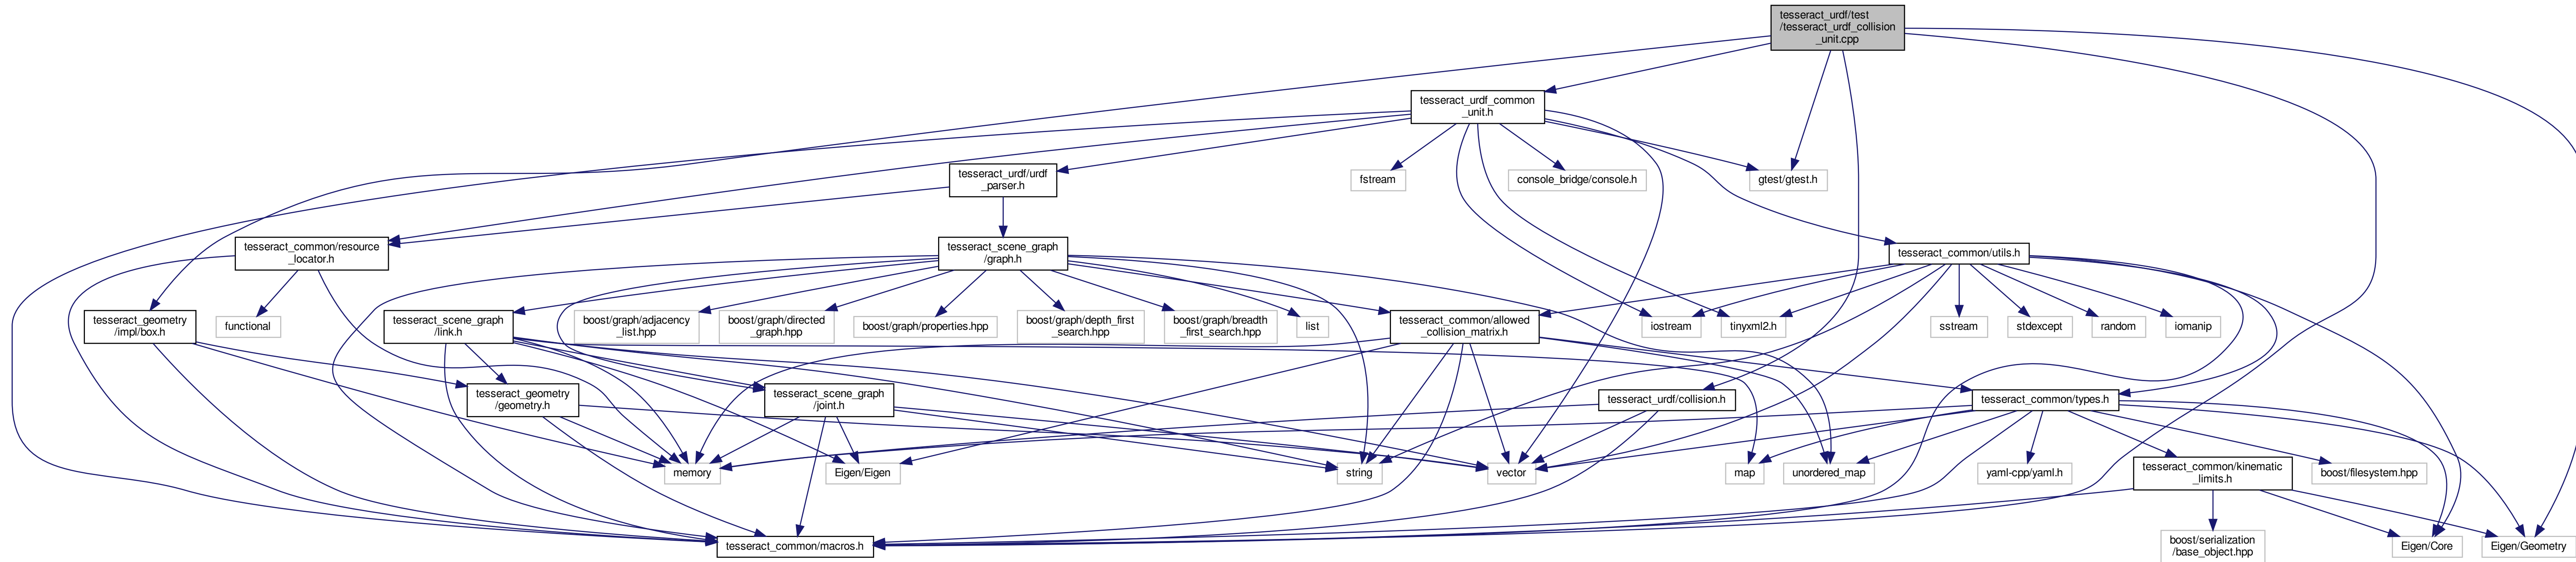 tesseract_urdf/test
/tesseract_urdf_collision
_unit.cpp
tesseract_urdf_common
_unit.h
tesseract_urdf/urdf
_parser.h
fstream
console_bridge/console.h
gtest/gtest.h
tesseract_common/resource
_locator.h
tesseract_scene_graph
/graph.h
tesseract_common/utils.h
tesseract_geometry
/impl/box.h
functional
tesseract_scene_graph
/link.h
boost/graph/adjacency
_list.hpp
boost/graph/directed
_graph.hpp
boost/graph/properties.hpp
boost/graph/depth_first
_search.hpp
boost/graph/breadth
_first_search.hpp
list
tesseract_common/allowed
_collision_matrix.h
iostream
tinyxml2.h
sstream
stdexcept
random
iomanip
tesseract_geometry
/geometry.h
tesseract_scene_graph
/joint.h
tesseract_urdf/collision.h
tesseract_common/types.h
memory
Eigen/Eigen
string
vector
map
unordered_map
yaml-cpp/yaml.h
tesseract_common/kinematic
_limits.h
boost/filesystem.hpp
tesseract_common/macros.h
boost/serialization
/base_object.hpp
Eigen/Core
Eigen/Geometry